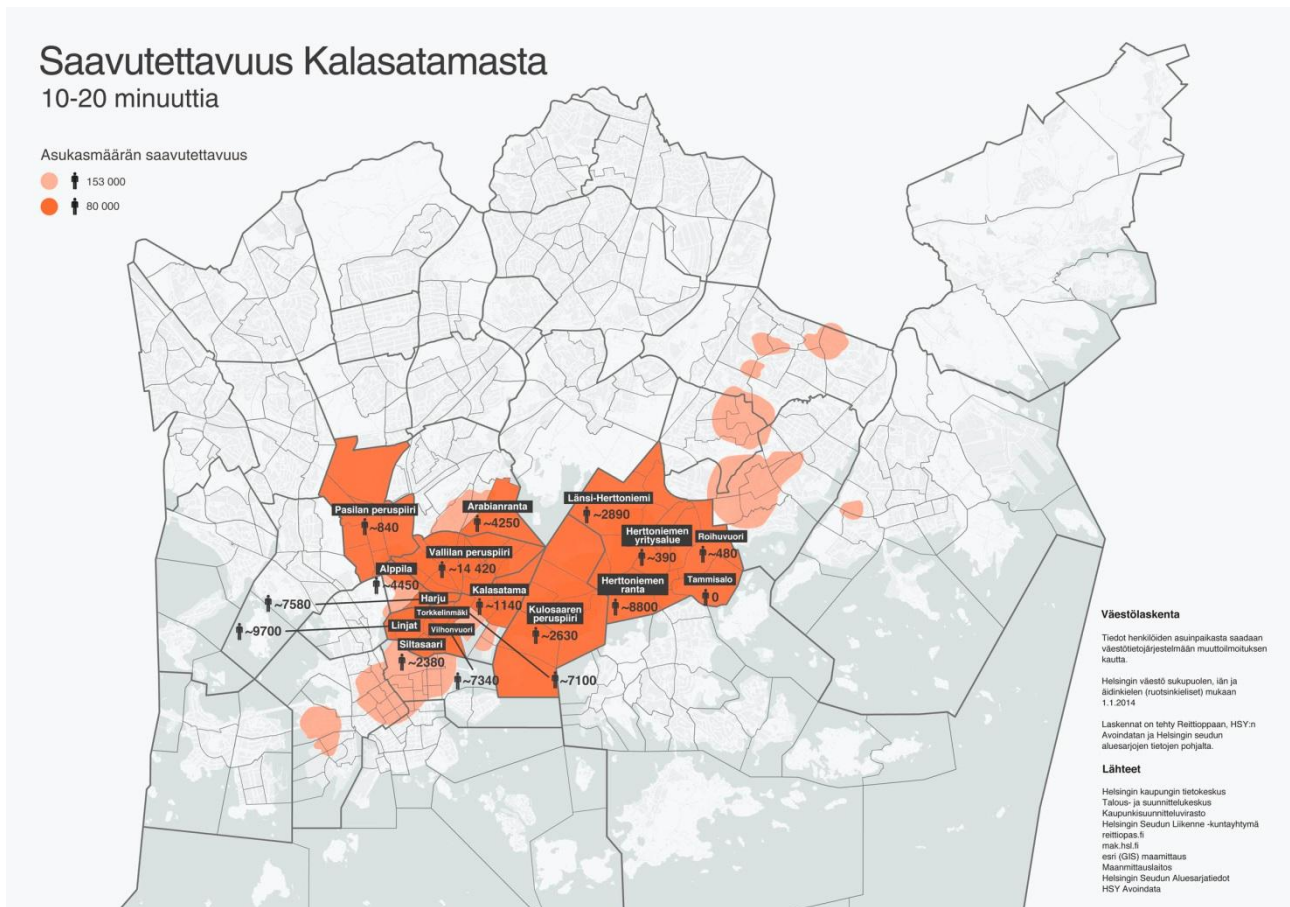 Saavutettavuus Kalasatamasta
10-20 minuuttia
Asukasmäärän saavutettavuus
153 000
80 000
Pasilan peruspiiri
~840
Arabianranta
~4250
Länsi-Herttoniemi
~2890
Vallilan peruspiiri
~14 420
Herttoniemen
yritysalue
~390
Roihuvuori
~480
Alppila
~4450
Kalasatama
~1140
Herttoniemen
ranta
~8800
Tammisalo
0
~7580
Harju
Torkkelinmäki
Kulosaaren
peruspiiri
~2630
~9700
Linjat
Vilhonvuori
Siltasaari
~2380
~7340
~7100
Väestölaskenta
Tiedot henkilöiden asuinpaikasta saadaan
väestötietojärjestelmään muuttoilmoituksen
kautta.
Helsingin väestö sukupuolen, iän ja
äidinkielen (ruotsinkieliset) mukaan
1.1.2014
Laskennat on tehty Reittioppaan, HSY:n
Avoindatan ja Helsingin seudun
aluesarjojen tietojen pohjalta.
Lähteet
Helsingin kaupungin tietokeskus
Talous- ja suunnittelukeskus
Kaupunkisuunnitteluvirasto
Helsingin Seudun Liikenne -kuntayhtymä
reittiopas.fi
mak.hsl.fi
esri (GIS) maamittaus
Maanmittauslaitos
Helsingin Seudun Aluesarjatiedot
HSY Avoindata